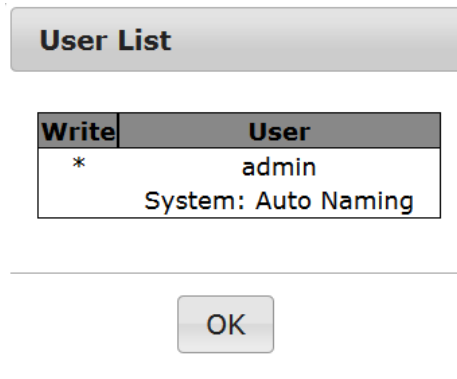 User List
Write User
* admin
System: Auto Naming
OK